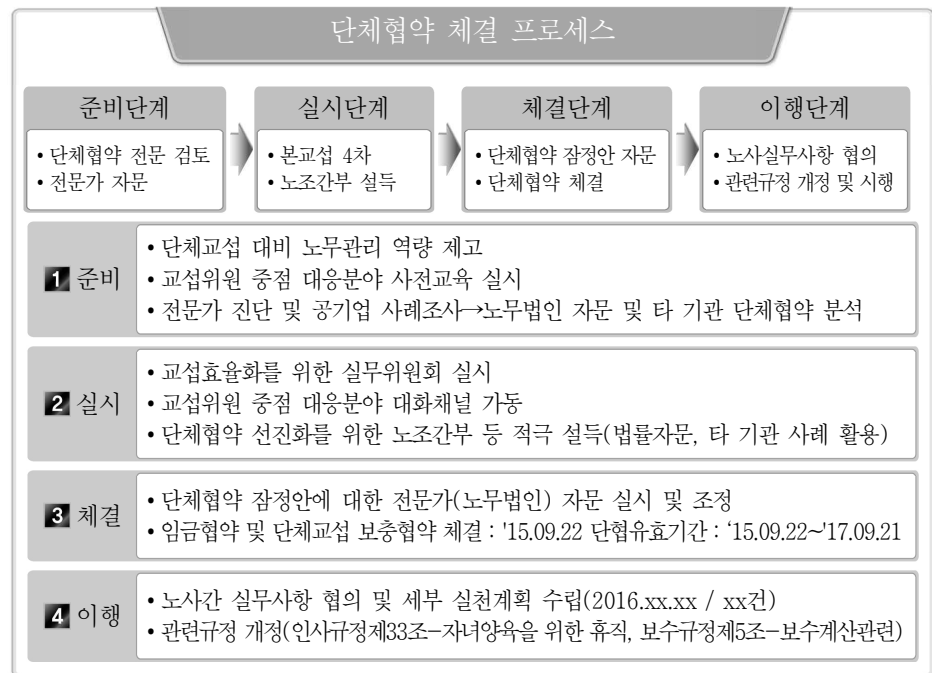 단체협약 체결 프로세스
준비단계
• 단체협약 전문 검토
• 전문가 자문
실시단계
• 본교섭 4차
• 노조간부 설득
체결단계
• 단체협약 잠정안 자문
• 단체협약 체결
이행단계
• 노사실무사항 협의
• 관련규정 개정 및 시행
1 준비
• 단체교섭 대비 노무관리 역량 제고
• 교섭위원 중점 대응분야 사전교육 실시
• 전문가 진단 및 공기업 사례조사→노무법인 자문 및 타 기관 단체협약 분석
2 실시
• 교섭효율화를 위한 실무위원회 실시
• 교섭위원 중점 대응분야 대화채널 가동
• 단체협약 선진화를 위한 노조간부 등 적극 설득(법률자문, 타 기관 사례 활용)
3 체결
• 단체협약 잠정안에 대한 전문가(노무법인) 자문 실시 및 조정
• 임금협약 및 단체교섭 보충협약 체결 : '15.09.22 단협유효기간 : ‘15.09.22~'17.09.21
4 이행
• 노사간 실무사항 협의 및 세부 실천계획 수립(2016.xx.xx / xx건)
• 관련규정 개정(인사규정제33조-자녀양육을 위한 휴직, 보수규정제5조-보수계산관련)